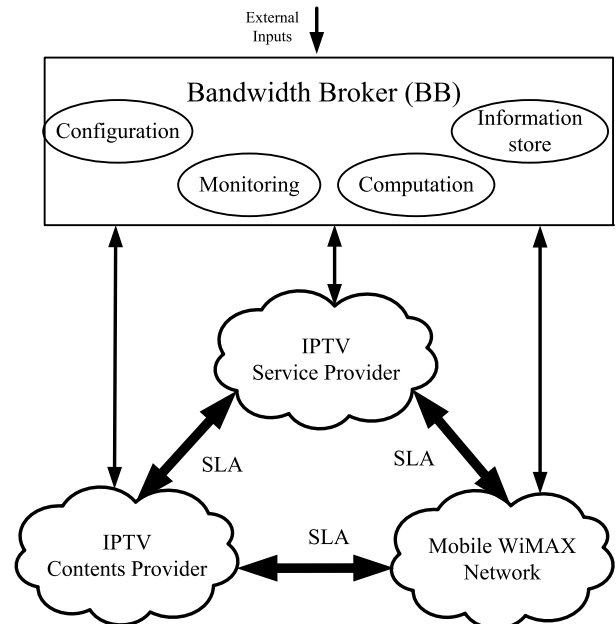 External
Inputs
Bandwidth Broker (BB)
Configuration
Information
store
Monitoring
Computation
IPTV
Service Provider
SLA
SLA
IPTV
Contents Provider
SLA
Mobile WiMAX
Network